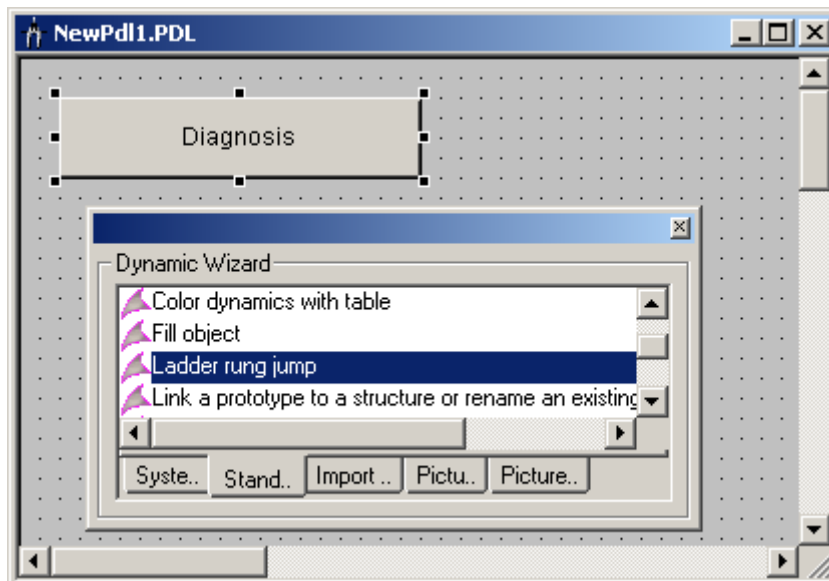 NewPdl1.PDL
Diagnosis
Dynamic Wizard
Color dynamics with table
Fill object
Ladder rung jump
Link a prototype to a structure or rename an existing
Syste.. Stand.. Import .. Pictu.. Picture..